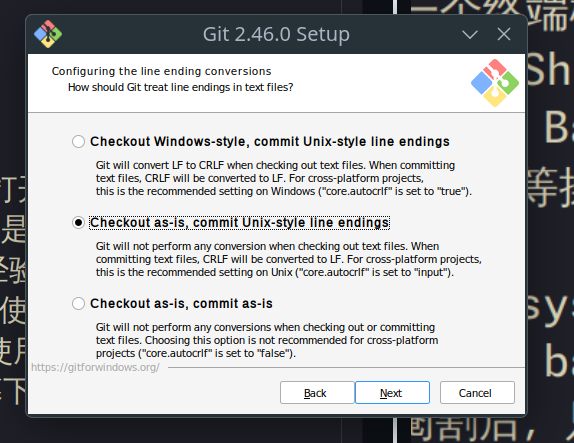 Git 2.46.0 Setup
Configuring the line ending conversions
How should Git treat line endings in text files?
Checkout Windows-style, commit Unix-style line endings
Git will convert LF to CRLF when checking out text files. When committing
text files, CRLF will be converted to LF. For cross-platform projects,
this is the recommended setting on Windows ("core.autocrlf" is set to "true").
Checkout as-is, commit Unix-style line endings
Git will not perform any conversion when checking out text files. When
committing text files, CRLF will be converted to LF. For cross-platform projects,
this is the recommended setting on Unix ("core.autocrlf" is set to "input").
Checkout as-is, commit as-is
Git will not perform any conversions when checking out or committing
text files. Choosing this option is not recommended for cross-platform
projects ("core.autocrlf" is set to "false").
https://gitforwindows.org/
Back
Next
Cancel
Sh
Ba
sys
ba
是
使